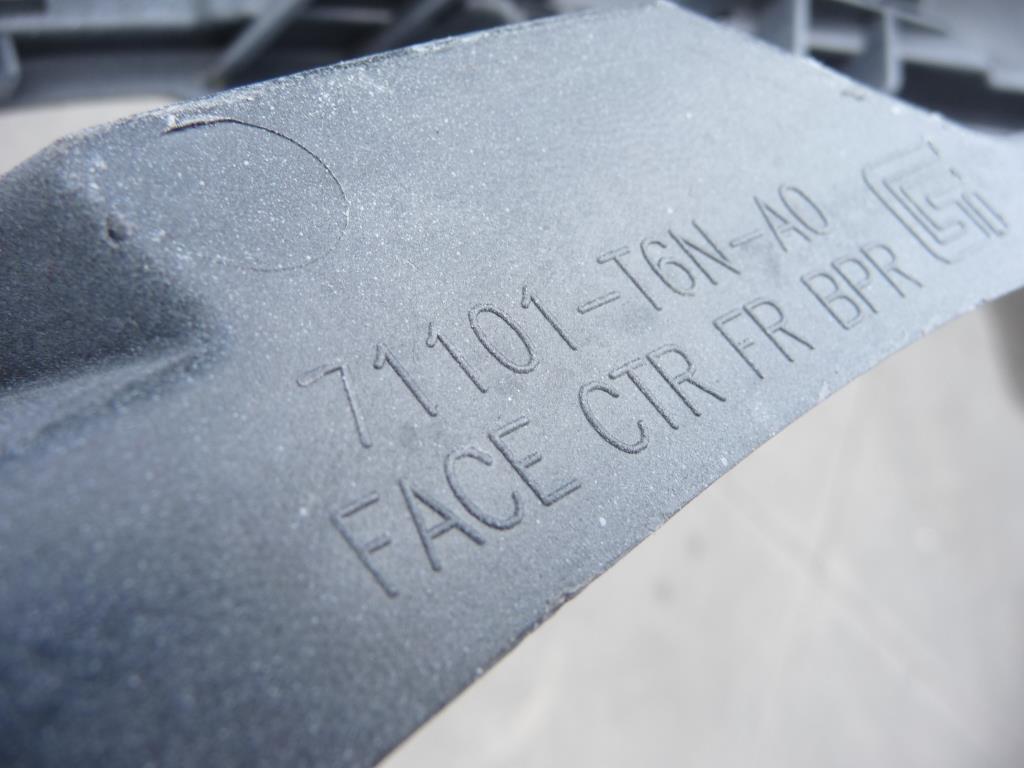 71101-T6N-A0
FACE CTR FR BPR